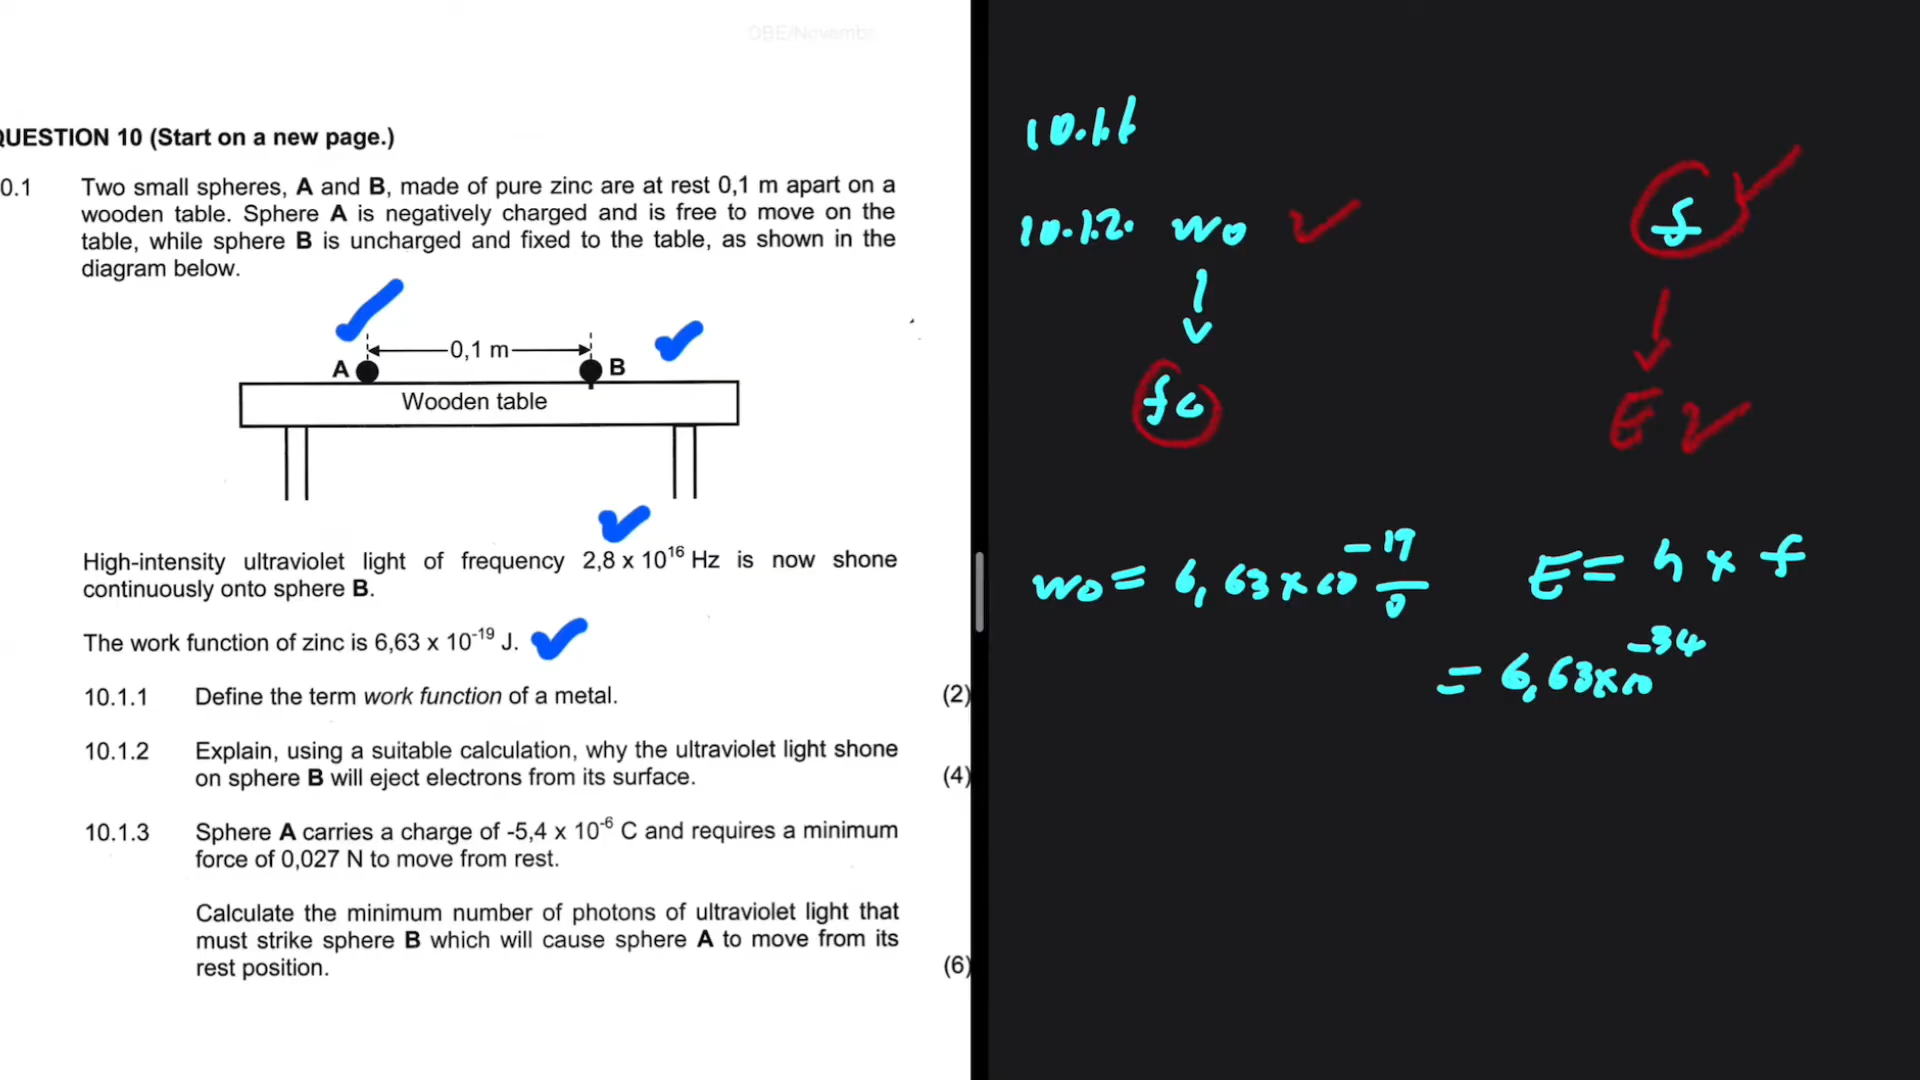 DBE/Novembe
QUESTION 10 (Start on a new page.)
0.1 Two small spheres, A and B, made of pure zinc are at rest 0,1 m apart on a
wooden table. Sphere A is negatively charged and is free to move on the
table, while sphere B is uncharged and fixed to the table, as shown in the
diagram below.
0,1 m
A B
Wooden table
High-intensity ultraviolet light of frequency 2,8 x 10^16 Hz is now shone
continuously onto sphere B.
The work function of zinc is 6,63 x 10^-19 J.
10.1.1 Define the term work function of a metal. (2)
10.1.2 Explain, using a suitable calculation, why the ultraviolet light shone
on sphere B will eject electrons from its surface. (4)
10.1.3 Sphere A carries a charge of -5,4 x 10^-6 C and requires a minimum
force of 0,027 N to move from rest.
Calculate the minimum number of photons of ultraviolet light that
must strike sphere B which will cause sphere A to move from its
rest position. (6)
10.1.1
10.1.2. wo
f
fo
E
wo = 6,63 x 10^-19 J
E = h x f
= 6,63 x 10^-34